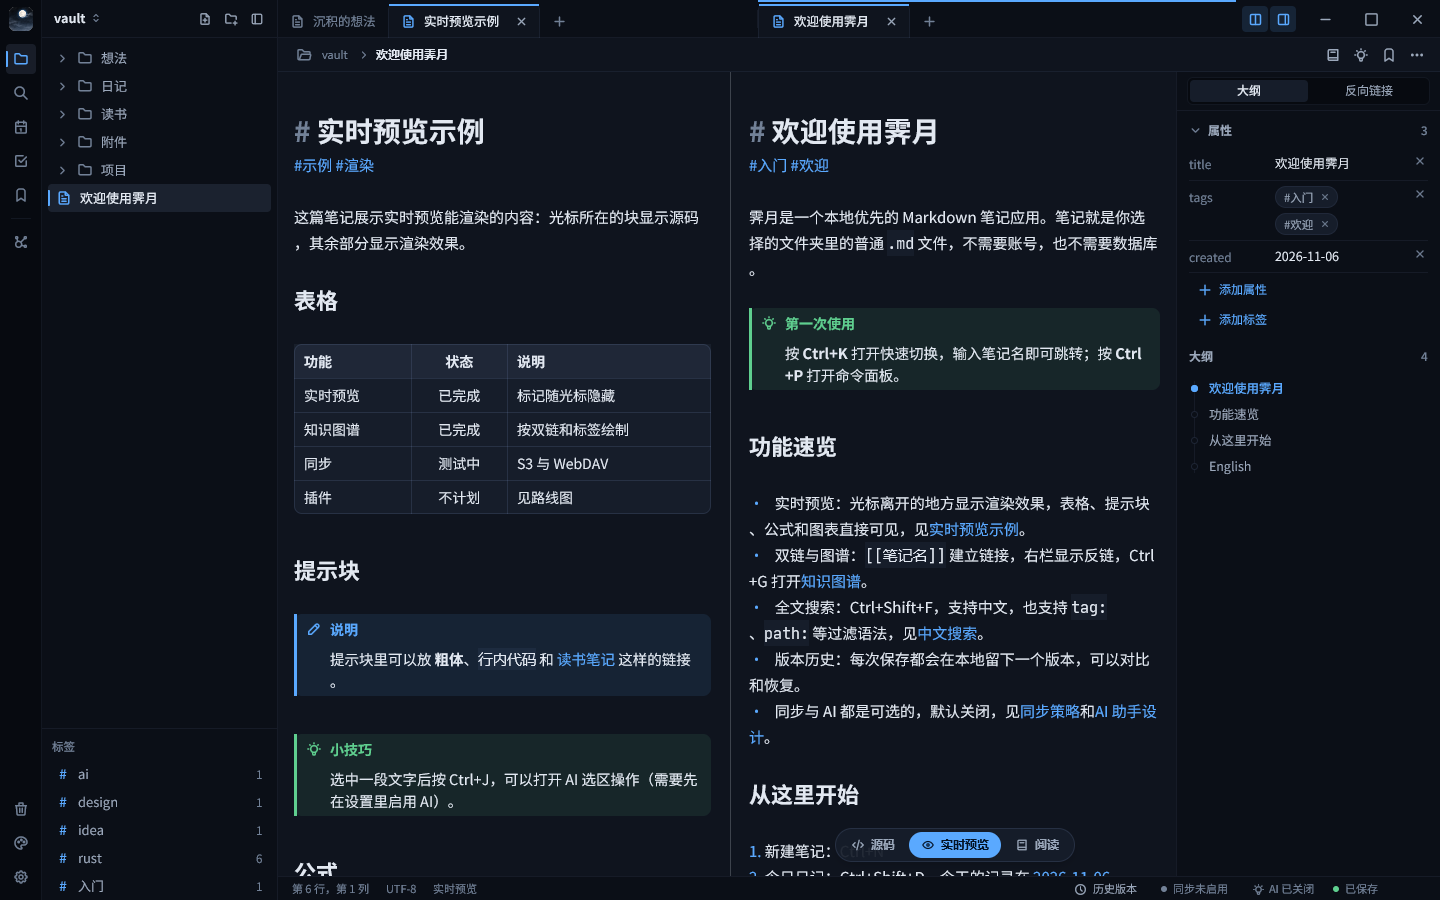 vault
沉积的想法
实时预览示例
欢迎使用霁月
想法
日记
读书
附件
项目
欢迎使用霁月
标签
# ai 1
# design 1
# idea 1
# rust 6
# 入门 1
vault > 欢迎使用霁月
# 实时预览示例
#示例 #渲染
这篇笔记展示实时预览能渲染的内容：光标所在的块显示源码
，其余部分显示渲染效果。
表格
功能 状态 说明
实时预览 已完成 标记随光标隐藏
知识图谱 已完成 按双链和标签绘制
同步 测试中 S3 与 WebDAV
插件 不计划 见路线图
提示块
说明
提示块里可以放 粗体、行内代码 和 读书笔记 这样的链接
。
小技巧
选中一段文字后按 Ctrl+J，可以打开 AI 选区操作（需要先
在设置里启用 AI）。
公式
# 欢迎使用霁月
#入门 #欢迎
霁月是一个本地优先的 Markdown 笔记应用。笔记就是你选
择的文件夹里的普通 .md 文件，不需要账号，也不需要数据库
。
第一次使用
按 Ctrl+K 打开快速切换，输入笔记名即可跳转；按 Ctrl
+P 打开命令面板。
功能速览
• 实时预览：光标离开的地方显示渲染效果，表格、提示块
、公式和图表直接可见，见实时预览示例。
• 双链与图谱：[[笔记名]] 建立链接，右栏显示反链，Ctrl
+G 打开知识图谱。
• 全文搜索：Ctrl+Shift+F，支持中文，也支持 tag:
、path: 等过滤语法，见中文搜索。
• 版本历史：每次保存都会在本地留下一个版本，可以对比
和恢复。
• 同步与 AI 都是可选的，默认关闭，见同步策略和AI 助手设
计。
从这里开始
1. 新建笔记：Ctrl+N
2. 今日日记：Ctrl+Shift+D，今天的记录在 2026-11-06
源码 实时预览 阅读
大纲 反向链接
属性 3
title 欢迎使用霁月
tags #入门
#欢迎
created 2026-11-06
添加属性
添加标签
大纲 4
欢迎使用霁月
功能速览
从这里开始
English
第 6 行，第 1 列 UTF-8 实时预览
历史版本 同步未启用 AI 已关闭 已保存